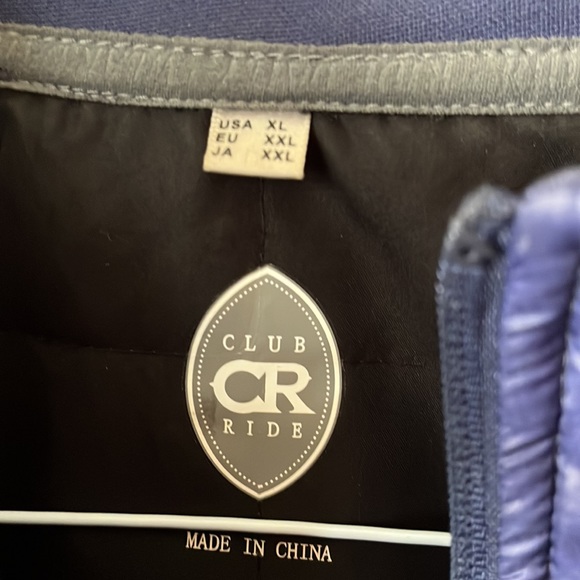 USA XL
EU XXL
JA XXL
CLUB
CR
RIDE
MADE IN CHINA